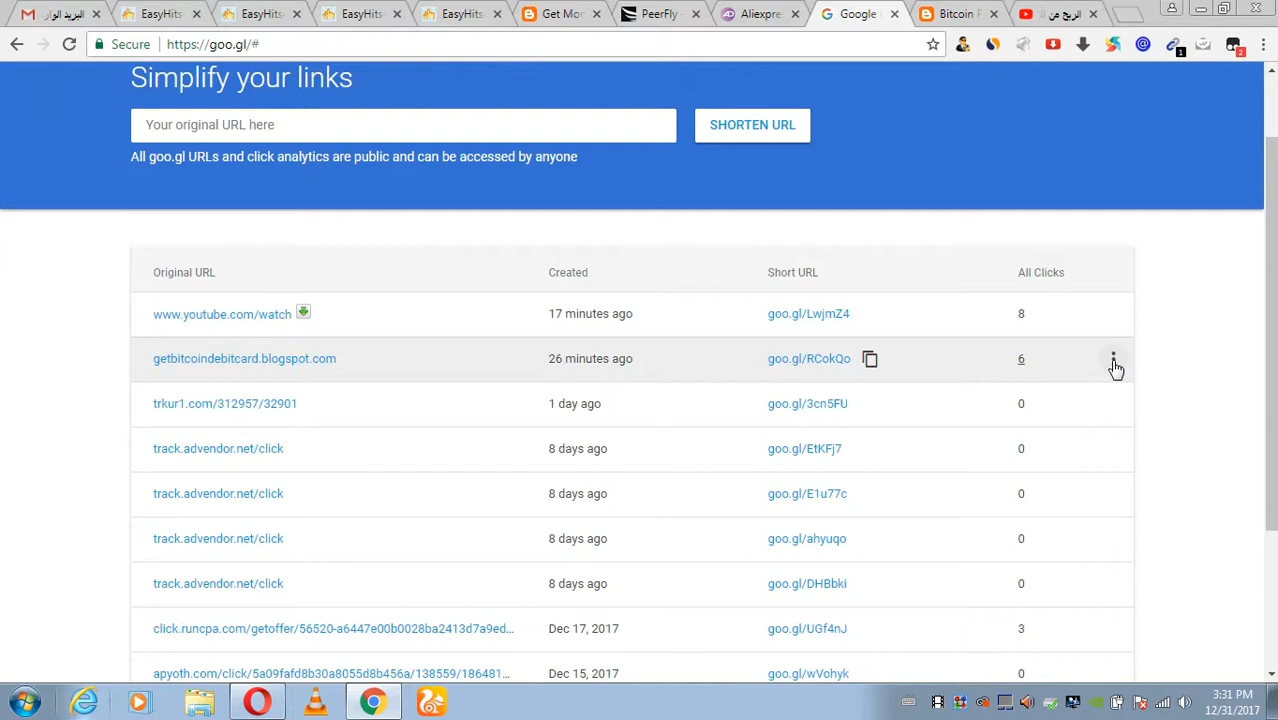 البريد الوار
EasyHits
EasyHits
EasyHits
EasyHits
Get Mor
PeerFly
Aliexpre
Google
Bitcoin F
الربح من
Secure https://goo.gl/#
1
2
Simplify your links
Your original URL here
SHORTEN URL
All goo.gl URLs and click analytics are public and can be accessed by anyone
Original URL Created Short URL All Clicks
www.youtube.com/watch 17 minutes ago goo.gl/LwjmZ4 8
getbitcoindebitcard.blogspot.com 26 minutes ago goo.gl/RCokQo 6
trkur1.com/312957/32901 1 day ago goo.gl/3cn5FU 0
track.advendor.net/click 8 days ago goo.gl/EtKFj7 0
track.advendor.net/click 8 days ago goo.gl/E1u77c 0
track.advendor.net/click 8 days ago goo.gl/ahyuqo 0
track.advendor.net/click 8 days ago goo.gl/DHBbki 0
click.runcpa.com/getoffer/56520-a6447e00b0028ba2413d7a9ed... Dec 17, 2017 goo.gl/UGf4nJ 3
apyoth.com/click/5a09fafd8b30a8055d8b456a/138559/186481... Dec 15, 2017 goo.gl/wVohyk 0
3:31 PM
12/31/2017